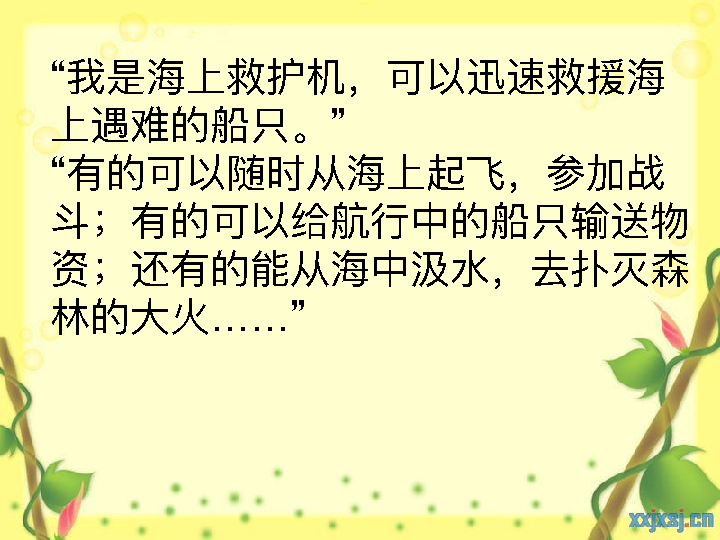 “我是海上救护机，可以迅速救援海
上遇难的船只。”
“有的可以随时从海上起飞，参加战
斗；有的可以给航行中的船只输送物
资；还有的能从海中汲水，去扑灭森
林的大火……”
xxjxsj.cn